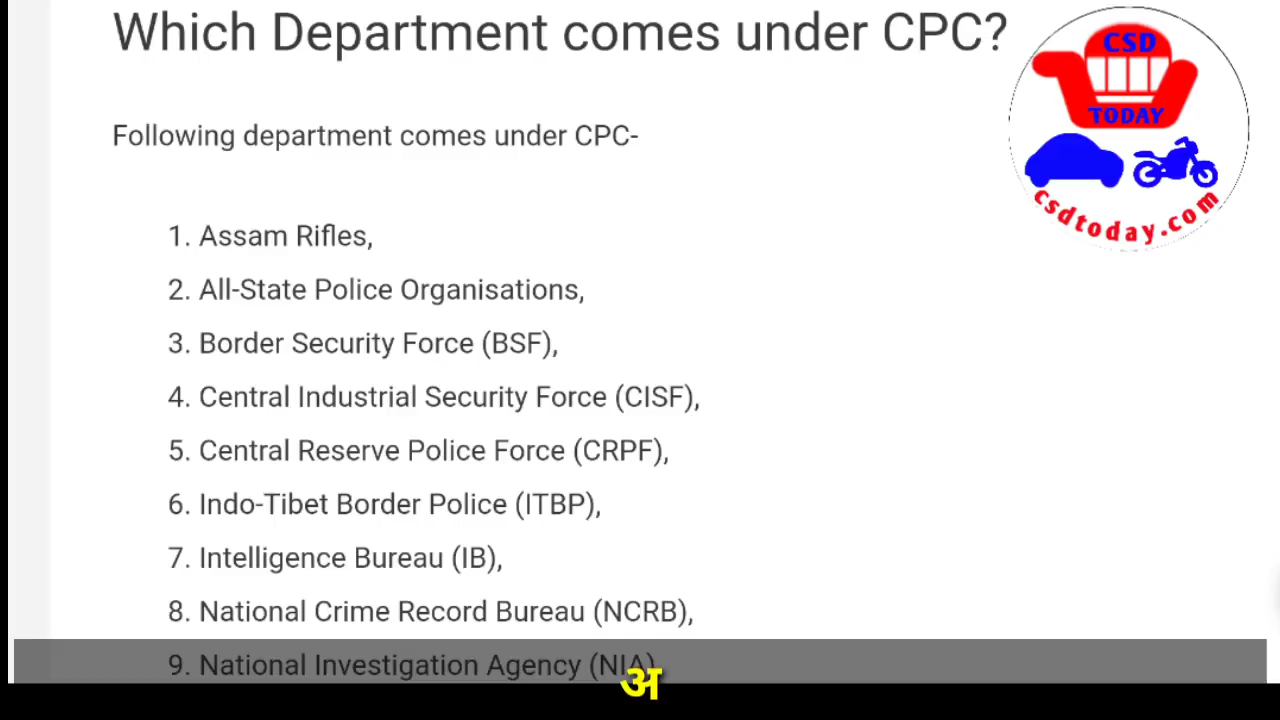 Which Department comes under CPC?
CSD
TODAY
csdtoday.com
Following department comes under CPC-
1. Assam Rifles,
2. All-State Police Organisations,
3. Border Security Force (BSF),
4. Central Industrial Security Force (CISF),
5. Central Reserve Police Force (CRPF),
6. Indo-Tibet Border Police (ITBP),
7. Intelligence Bureau (IB),
8. National Crime Record Bureau (NCRB),
9. National Investigation Agency (NIA)
अ